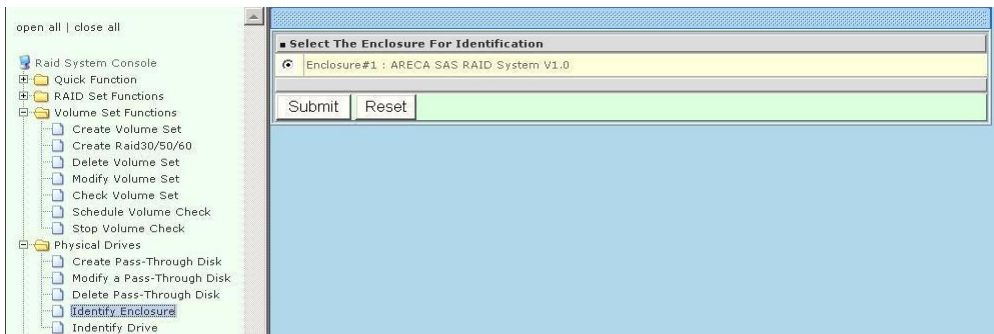 open all | close all
Raid System Console
Quick Function
RAID Set Functions
Volume Set Functions
Create Volume Set
Create Raid30/50/60
Delete Volume Set
Modify Volume Set
Check Volume Set
Schedule Volume Check
Stop Volume Check
Physical Drives
Create Pass-Through Disk
Modify a Pass-Through Disk
Delete Pass-Through Disk
Identify Enclosure
Indentify Drive
Select The Enclosure For Identification
Enclosure#1 : ARECA SAS RAID System V1.0
Submit Reset